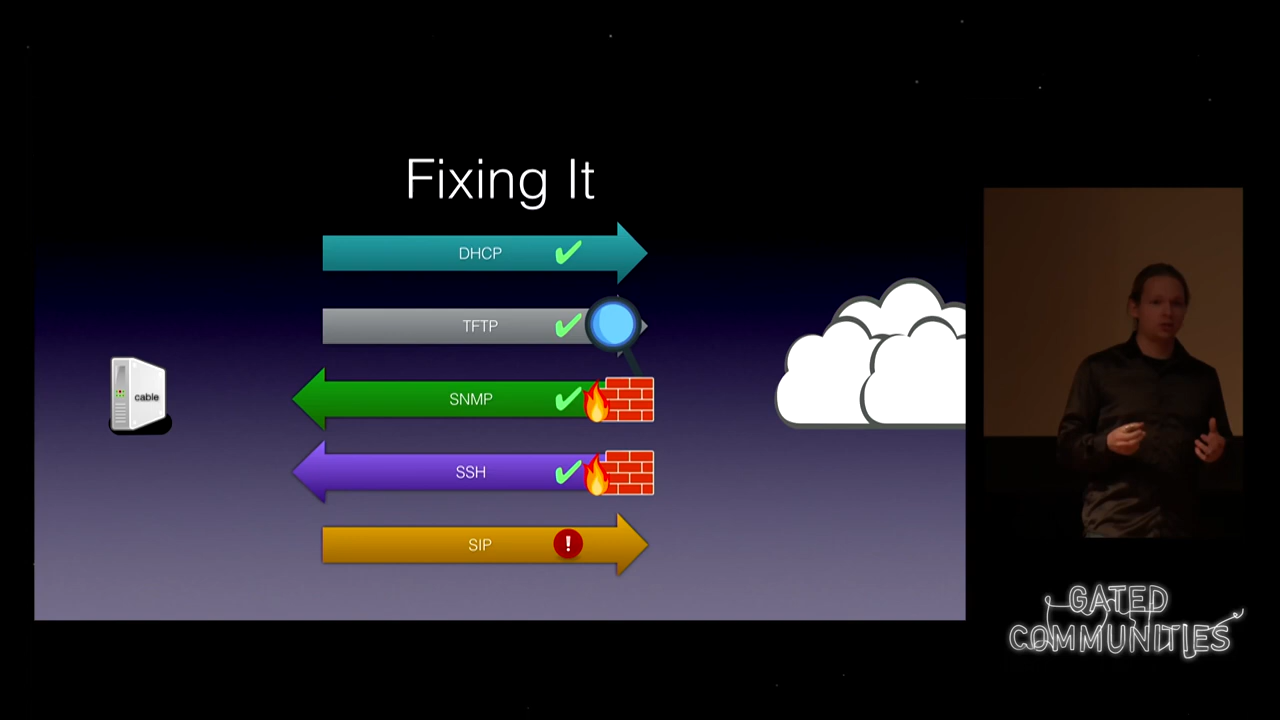 Fixing It
DHCP
TFTP
cable
SNMP
SSH
SIP
!
GATED
COMMUNITIES